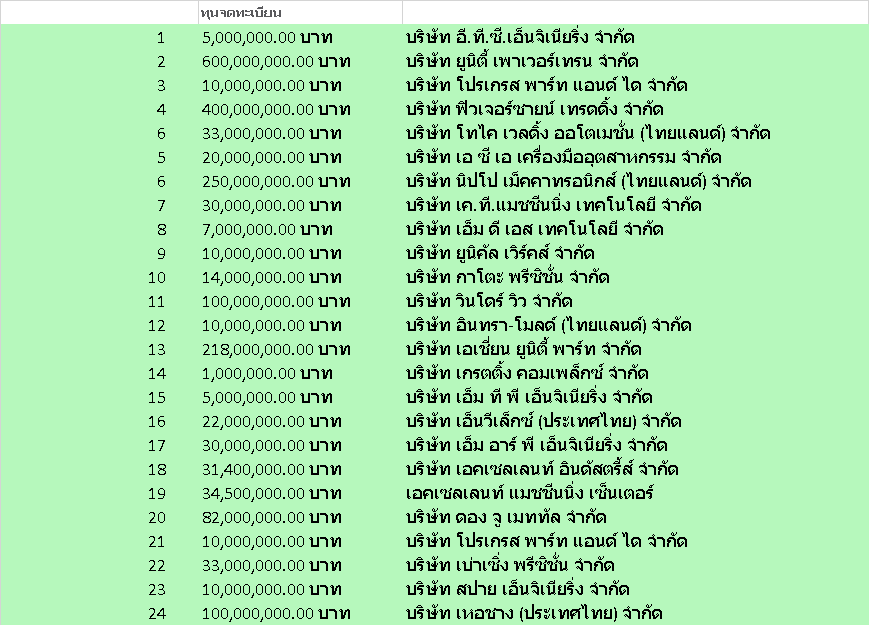 ทุนจดทะเบียน
1 5,000,000.00 บาท บริษัท อี.ที.ซี.เอ็นจิเนียริ่ง จำกัด
2 600,000,000.00 บาท บริษัท ยูนิตี้ เพาเวอร์เทรน จำกัด
3 10,000,000.00 บาท บริษัท โปรเกรส พาร์ท แอนด์ ได จำกัด
4 400,000,000.00 บาท บริษัท ฟิวเจอร์ซายน์ เทรดดิ้ง จำกัด
6 33,000,000.00 บาท บริษัท โทไค เวลดิ้ง ออโตเมชั่น (ไทยแลนด์) จำกัด
5 20,000,000.00 บาท บริษัท เอ ซี เอ เครื่องมืออุตสาหกรรม จำกัด
6 250,000,000.00 บาท บริษัท นิปโป เม็คคาทรอนิกส์ (ไทยแลนด์) จำกัด
7 30,000,000.00 บาท บริษัท เค.ที.แมชชีนนิ่ง เทคโนโลยี จำกัด
8 7,000,000.00 บาท บริษัท เอ็ม ดี เอส เทคโนโลยี จำกัด
9 10,000,000.00 บาท บริษัท ยูนิคัล เวิร์คส์ จำกัด
10 14,000,000.00 บาท บริษัท กาโตะ พรีซิชั่น จำกัด
11 100,000,000.00 บาท บริษัท วินโดร์ วิว จำกัด
12 10,000,000.00 บาท บริษัท อินทรา-โมลด์ (ไทยแลนด์) จำกัด
13 218,000,000.00 บาท บริษัท เอเชี่ยน ยูนิตี้ พาร์ท จำกัด
14 1,000,000.00 บาท บริษัท เกรตติ้ง คอมเพล็กซ์ จำกัด
15 5,000,000.00 บาท บริษัท เอ็ม ที พี เอ็นจิเนียริ่ง จำกัด
16 22,000,000.00 บาท บริษัท เอ็นวีเล็กซ์ (ประเทศไทย) จำกัด
17 30,000,000.00 บาท บริษัท เอ็ม อาร์ พี เอ็นจิเนียริ่ง จำกัด
18 31,400,000.00 บาท บริษัท เอคเซลเลนท์ อินดัสตรี้ส์ จำกัด
19 34,500,000.00 บาท เอคเซลเลนท์ แมชชีนนิ่ง เซ็นเตอร์
20 82,000,000.00 บาท บริษัท ดอง จู เมททัล จำกัด
21 10,000,000.00 บาท บริษัท โปรเกรส พาร์ท แอนด์ ได จำกัด
22 33,000,000.00 บาท บริษัท เบ่าเซิ่ง พรีซิชั่น จำกัด
23 10,000,000.00 บาท บริษัท สปาย เอ็นจิเนียริ่ง จำกัด
24 100,000,000.00 บาท บริษัท เหอชาง (ประเทศไทย) จำกัด